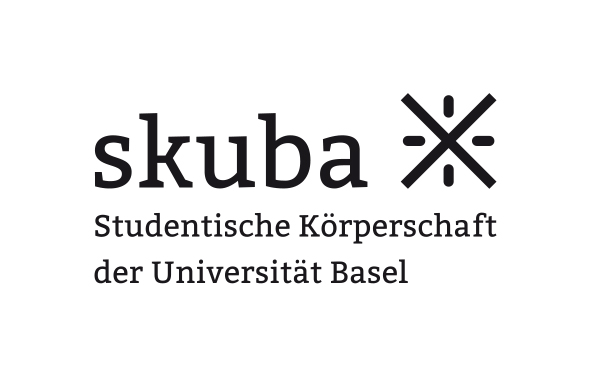 skuba
Studentische Körperschaft
der Universität Basel